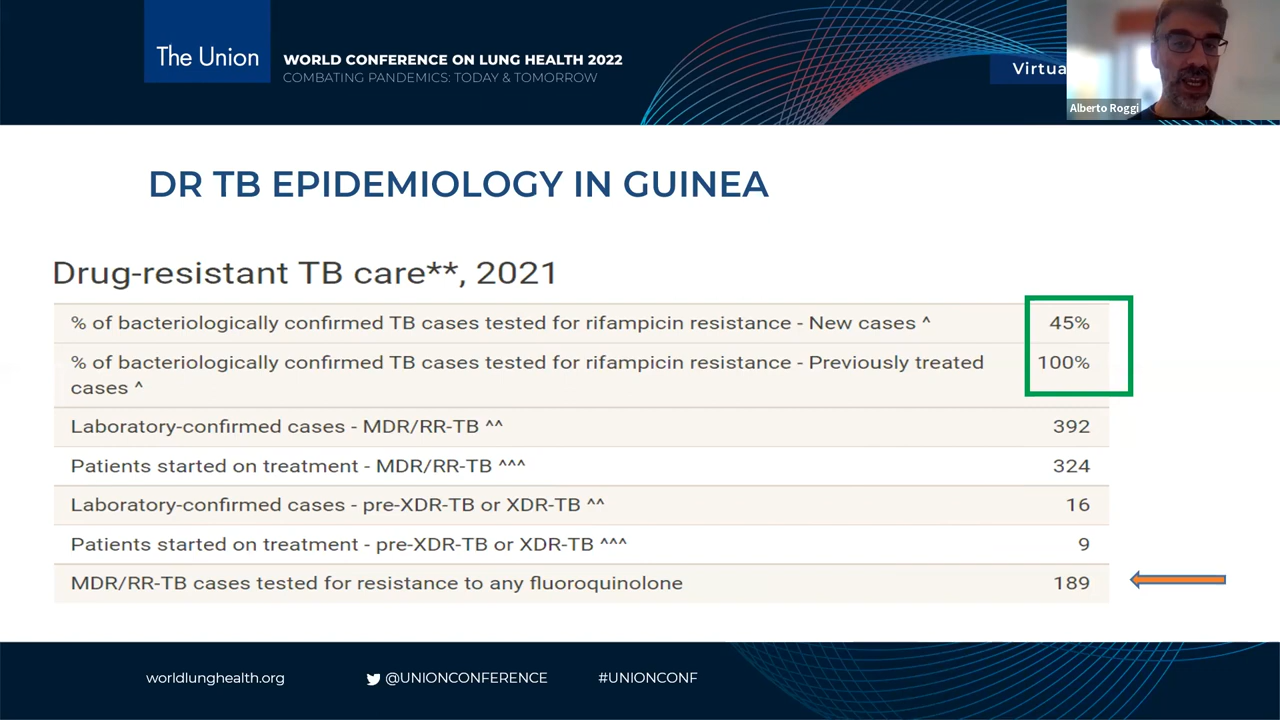 The Union
WORLD CONFERENCE ON LUNG HEALTH 2022
COMBATING PANDEMICS: TODAY & TOMORROW
Alberto Roggi
DR TB EPIDEMIOLOGY IN GUINEA
Drug-resistant TB care**, 2021
% of bacteriologically confirmed TB cases tested for rifampicin resistance - New cases ^ 45%
% of bacteriologically confirmed TB cases tested for rifampicin resistance - Previously treated 100%
cases ^
Laboratory-confirmed cases - MDR/RR-TB ^^ 392
Patients started on treatment - MDR/RR-TB ^^^ 324
Laboratory-confirmed cases - pre-XDR-TB or XDR-TB ^^ 16
Patients started on treatment - pre-XDR-TB or XDR-TB ^^^ 9
MDR/RR-TB cases tested for resistance to any fluoroquinolone 189
worldlunghealth.org @UNIONCONFERENCE #UNIONCONF